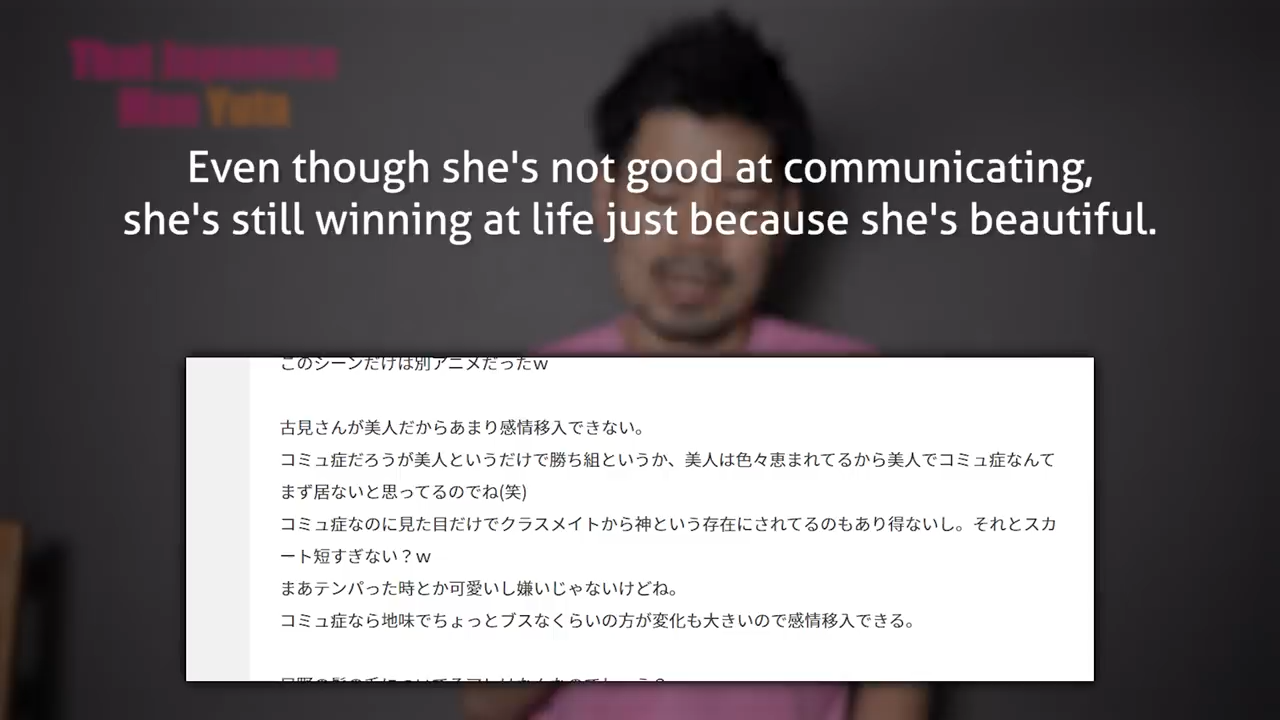 That Japanese
Man Yuta
Even though she's not good at communicating,
she's still winning at life just because she's beautiful.
このシーンだけは別アニメだったｗ
古見さんが美人だからあまり感情移入できない。
コミュ症だろうが美人というだけで勝ち組というか、美人は色々恵まれてるから美人でコミュ症なんて
まず居ないと思ってるのでね(笑)
コミュ症なのに見た目だけでクラスメイトから神という存在にされてるのもあり得ないし。それとスカ
ート短すぎない？ｗ
まあテンパった時とか可愛いし嫌いじゃないけどね。
コミュ症なら地味でちょっとブスなくらいの方が変化も大きいので感情移入できる。